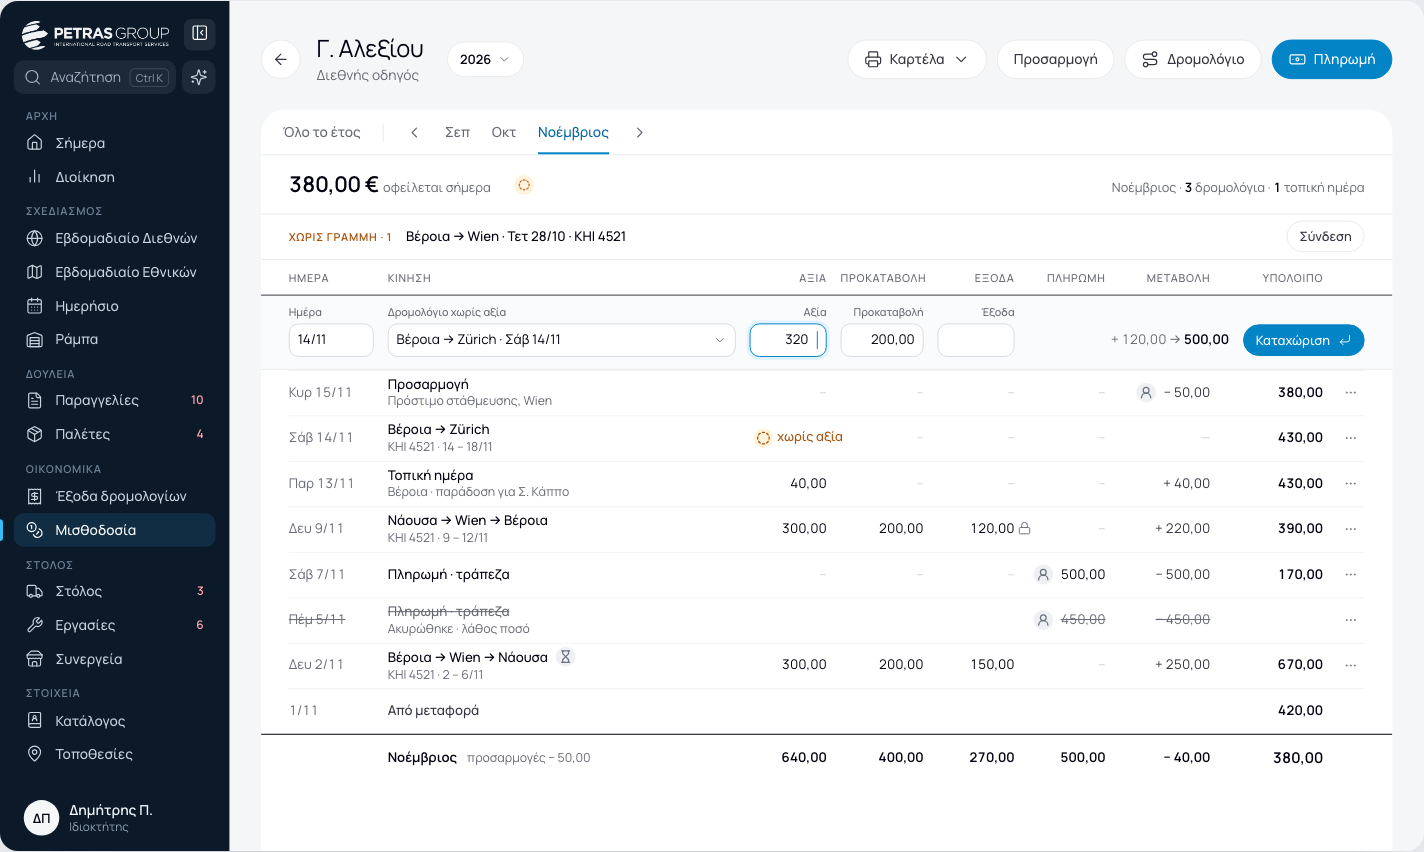 PETRAS GROUP
INTERNATIONAL ROAD TRANSPORT SERVICES
Αναζήτηση Ctrl K
ΑΡΧΗ
Σήμερα
Διοίκηση
ΣΧΕΔΙΑΣΜΟΣ
Εβδομαδιαίο Διεθνών
Εβδομαδιαίο Εθνικών
Ημερήσιο
Ράμπα
ΔΟΥΛΕΙΑ
Παραγγελίες 10
Παλέτες 4
ΟΙΚΟΝΟΜΙΚΑ
Έξοδα δρομολογίων
Μισθοδοσία
ΣΤΟΛΟΣ
Στόλος 3
Εργασίες 6
Συνεργεία
ΣΤΟΙΧΕΙΑ
Κατάλογος
Τοποθεσίες
ΔΠ
Δημήτρης Π.
Ιδιοκτήτης
Γ. Αλεξίου
Διεθνής οδηγός
2026
Καρτέλα
Προσαρμογή
Δρομολόγιο
Πληρωμή
Όλο το έτος Σεπ Οκτ Νοέμβριος
380,00 € οφείλεται σήμερα
Νοέμβριος · 3 δρομολόγια · 1 τοπική ημέρα
ΧΩΡΙΣ ΓΡΑΜΜΗ · 1 Βέροια → Wien · Τετ 28/10 · ΚΗΙ 4521 Σύνδεση
ΗΜΕΡΑ ΚΙΝΗΣΗ ΑΞΙΑ ΠΡΟΚΑΤΑΒΟΛΗ ΕΞΟΔΑ ΠΛΗΡΩΜΗ ΜΕΤΑΒΟΛΗ ΥΠΟΛΟΙΠΟ
Ημέρα Δρομολόγιο χωρίς αξία Αξία Προκαταβολή Έξοδα
14/11 Βέροια → Zürich · Σάβ 14/11 320 200,00 + 120,00 → 500,00 Καταχώριση
Κυρ 15/11 Προσαρμογή – – – – − 50,00 380,00
Πρόστιμο στάθμευσης, Wien
Σάβ 14/11 Βέροια → Zürich χωρίς αξία – – – — 430,00
ΚΗΙ 4521 · 14 – 18/11
Παρ 13/11 Τοπική ημέρα 40,00 – – – + 40,00 430,00
Βέροια · παράδοση για Σ. Κάππο
Δευ 9/11 Νάουσα → Wien → Βέροια 300,00 200,00 120,00 – + 220,00 390,00
ΚΗΙ 4521 · 9 – 12/11
Σάβ 7/11 Πληρωμή · τράπεζα – – – 500,00 − 500,00 170,00
Πέμ 5/11 Πληρωμή · τράπεζα 450,00 − 450,00
Ακυρώθηκε · λάθος ποσό
Δευ 2/11 Βέροια → Wien → Νάουσα 300,00 200,00 150,00 – + 250,00 670,00
ΚΗΙ 4521 · 2 – 6/11
1/11 Από μεταφορά 420,00
Νοέμβριος προσαρμογές − 50,00 640,00 400,00 270,00 500,00 − 40,00 380,00